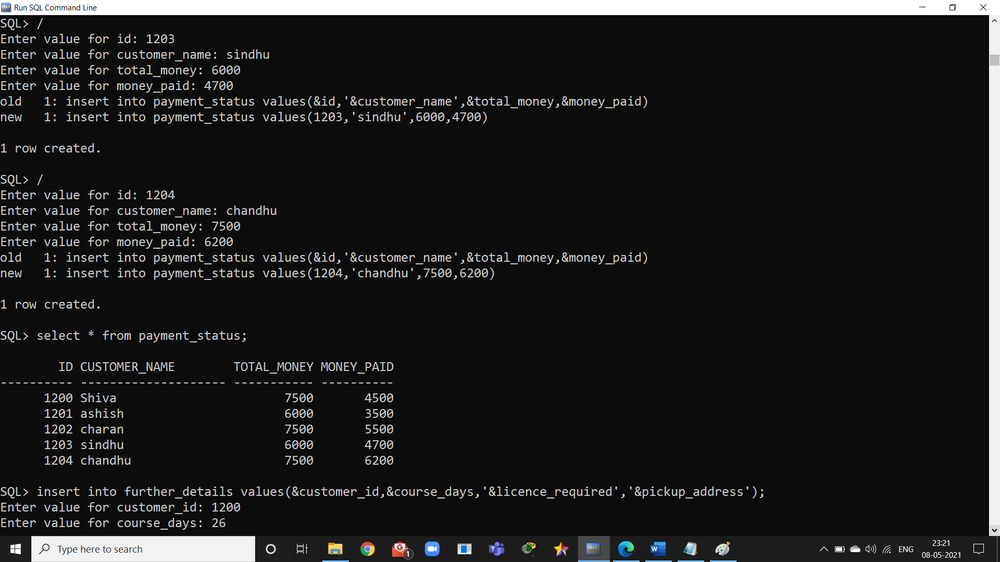 Run SQL Command Line
SQL> /
Enter value for id: 1203
Enter value for customer_name: sindhu
Enter value for total_money: 6000
Enter value for money_paid: 4700
old   1: insert into payment_status values(&id,'&customer_name',&total_money,&money_paid)
new   1: insert into payment_status values(1203,'sindhu',6000,4700)
1 row created.
SQL> /
Enter value for id: 1204
Enter value for customer_name: chandhu
Enter value for total_money: 7500
Enter value for money_paid: 6200
old   1: insert into payment_status values(&id,'&customer_name',&total_money,&money_paid)
new   1: insert into payment_status values(1204,'chandhu',7500,6200)
1 row created.
SQL> select * from payment_status;
        ID CUSTOMER_NAME        TOTAL_MONEY MONEY_PAID
---------- -------------------- ----------- ----------
      1200 Shiva                       7500       4500
      1201 ashish                      6000       3500
      1202 charan                      7500       5500
      1203 sindhu                      6000       4700
      1204 chandhu                     7500       6200
SQL> insert into further_details values(&customer_id,&course_days,'&licence_required','&pickup_address');
Enter value for customer_id: 1200
Enter value for course_days: 26
Type here to search
1
ENG
23:21
08-05-2021